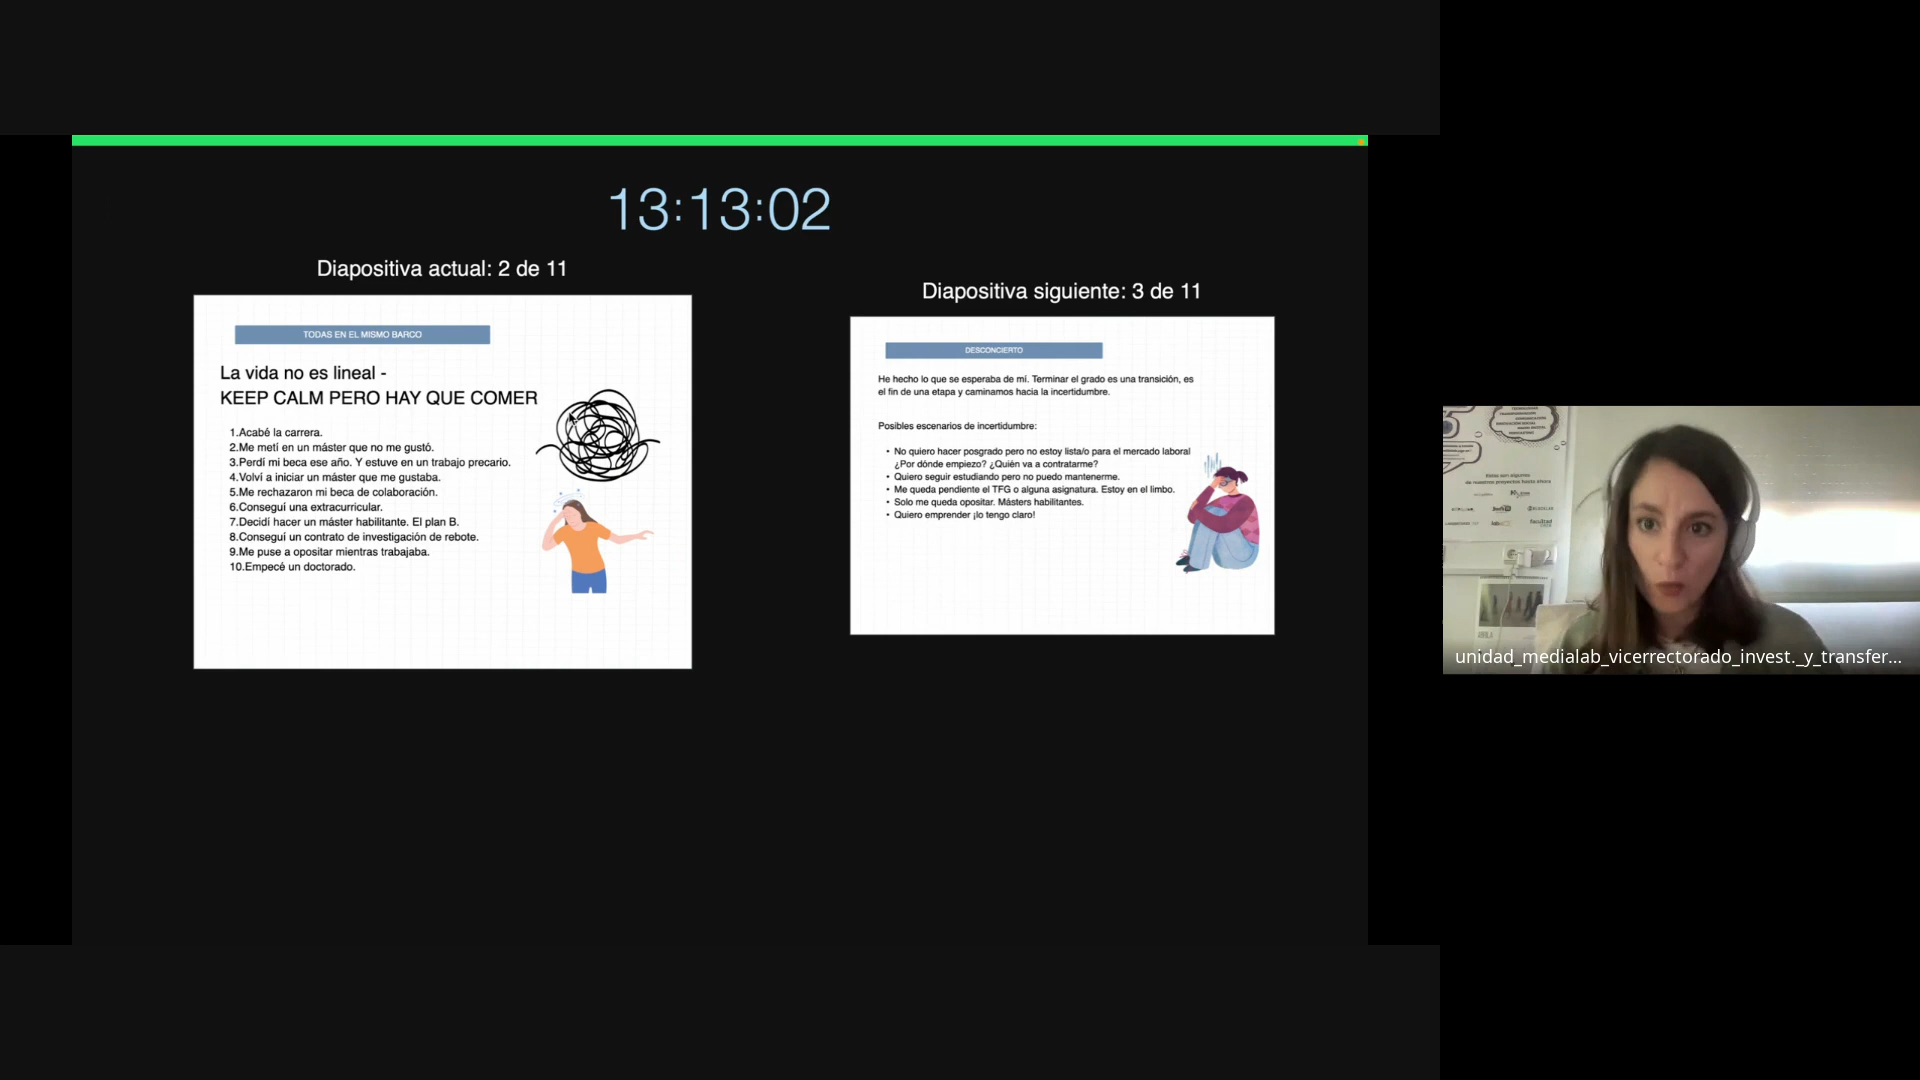 13:13:02
Diapositiva actual: 2 de 11
TODAS EN EL MISMO BARCO
La vida no es lineal -
KEEP CALM PERO HAY QUE COMER
1.Acabé la carrera.
2.Me metí en un máster que no me gustó.
3.Perdí mi beca ese año. Y estuve en un trabajo precario.
4.Volví a iniciar un máster que me gustaba.
5.Me rechazaron mi beca de colaboración.
6.Conseguí una extracurricular.
7.Decidí hacer un máster habilitante. El plan B.
8.Conseguí un contrato de investigación de rebote.
9.Me puse a opositar mientras trabajaba.
10.Empecé un doctorado.
Diapositiva siguiente: 3 de 11
DESCONCIERTO
He hecho lo que se esperaba de mí. Terminar el grado es una transición, es
el fin de una etapa y caminamos hacia la incertidumbre.
Posibles escenarios de incertidumbre:
• No quiero hacer posgrado pero no estoy lista/o para el mercado laboral
¿Por dónde empiezo? ¿Quién va a contratarme?
• Quiero seguir estudiando pero no puedo mantenerme.
• Me queda pendiente el TFG o alguna asignatura. Estoy en el limbo.
• Solo me queda opositar. Másters habilitantes.
• Quiero emprender ¡lo tengo claro!
unidad_medialab_vicerrectorado_invest._y_transfer...